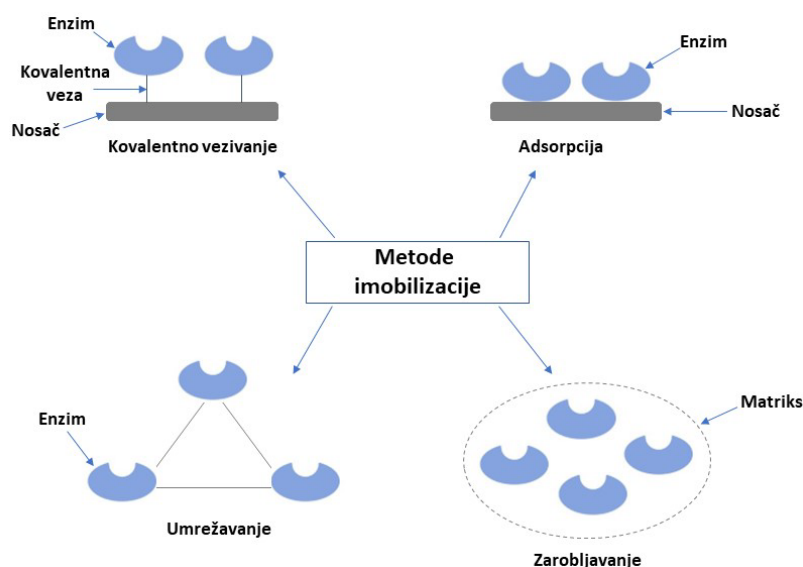 Enzim
Kovalentna
veza
Nosač
Kovalentno vezivanje
Enzim
Nosač
Adsorpcija
Metode
imobilizacije
Enzim
Umrežavanje
Matriks
Zarobljavanje